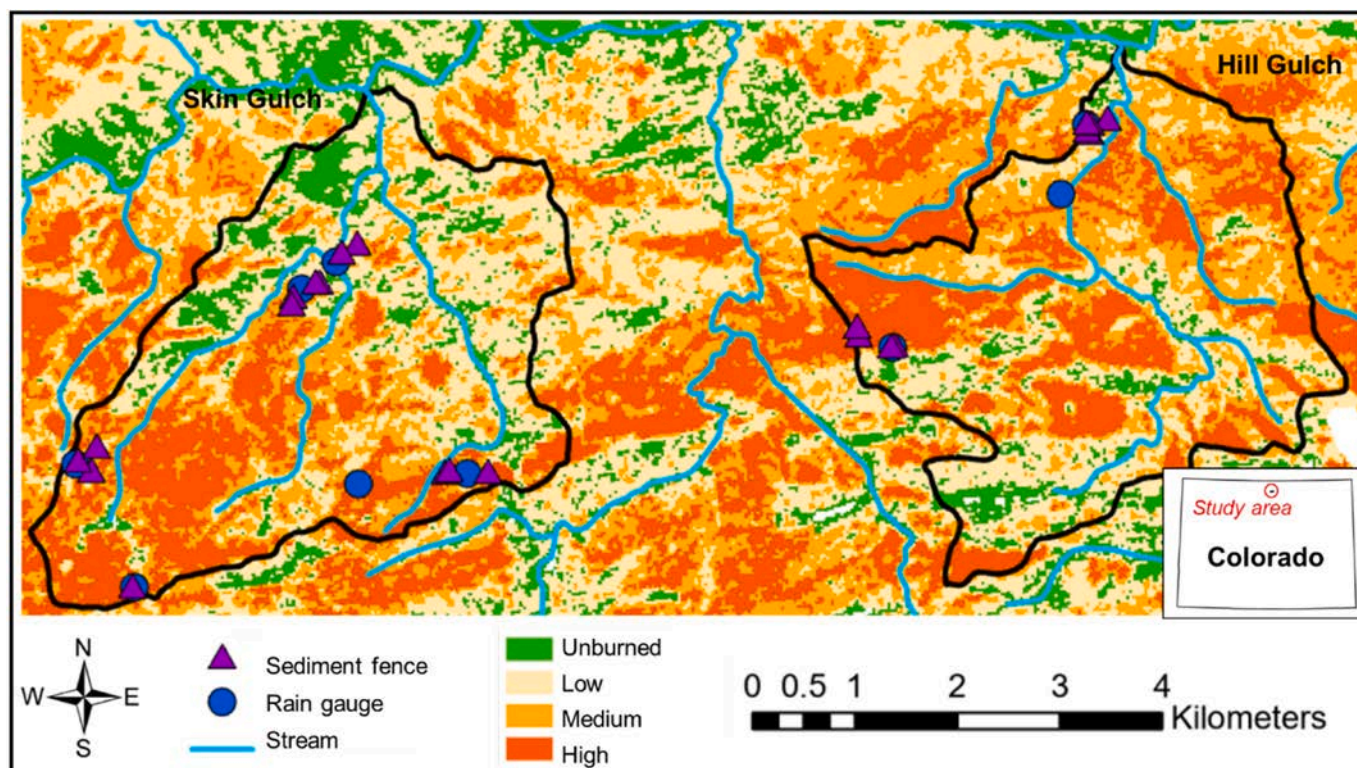 Skin Gulch
Hill Gulch
Study area
Colorado
N
W E
S
Sediment fence
Rain gauge
Stream
Unburned
Low
Medium
High
0 0.5 1 2 3 4
Kilometers